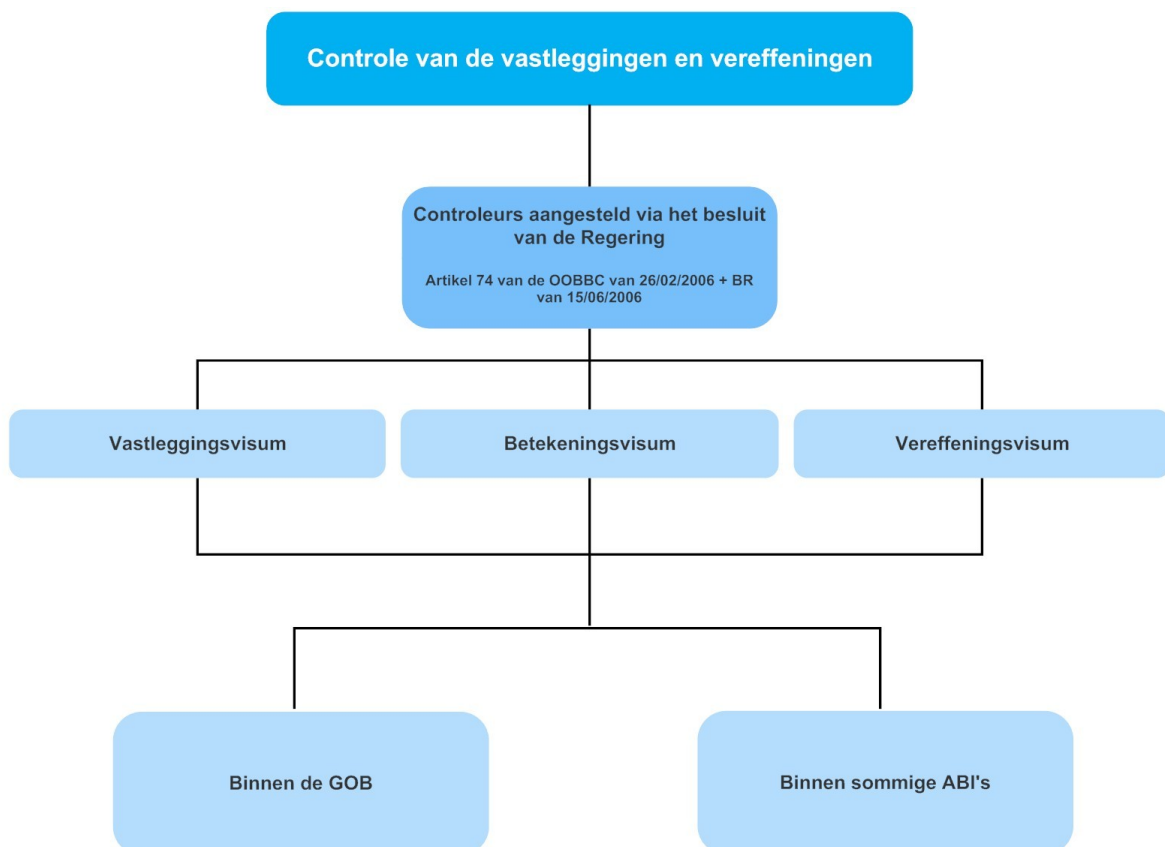 Controle van de vastleggingen en vereffeningen
Controleurs aangesteld via het besluit
van de Regering
Artikel 74 van de OOBBC van 26/02/2006 + BR
van 15/06/2006
Vastleggingsvisum
Betekeningsvisum
Vereffeningsvisum
Binnen de GOB
Binnen sommige ABI's